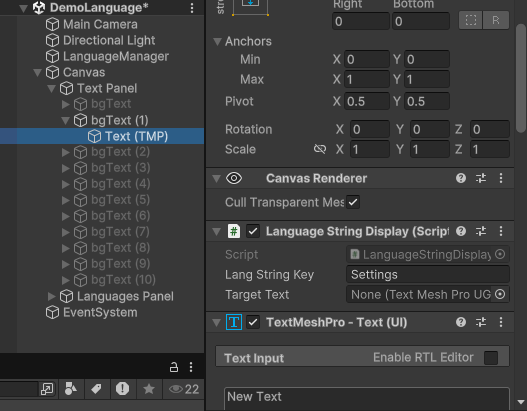 DemoLanguage*
Main Camera
Directional Light
LanguageManager
Canvas
Text Panel
bgText
bgText (1)
Text (TMP)
bgText (2)
bgText (3)
bgText (4)
bgText (5)
bgText (6)
bgText (7)
bgText (8)
bgText (9)
bgText (10)
Languages Panel
EventSystem
22
stre
Right Bottom
0 0 R
Anchors
Min X 0 Y 0
Max X 1 Y 1
Pivot X 0.5 Y 0.5
Rotation X 0 Y 0 Z 0
Scale X 1 Y 1 Z 1
Canvas Renderer
Cull Transparent Mes
# Language String Display (Script
Script # LanguageStringDisplay
Lang String Key Settings
Target Text None (Text Mesh Pro UG
T TextMeshPro - Text (UI)
Text Input Enable RTL Editor
New Text